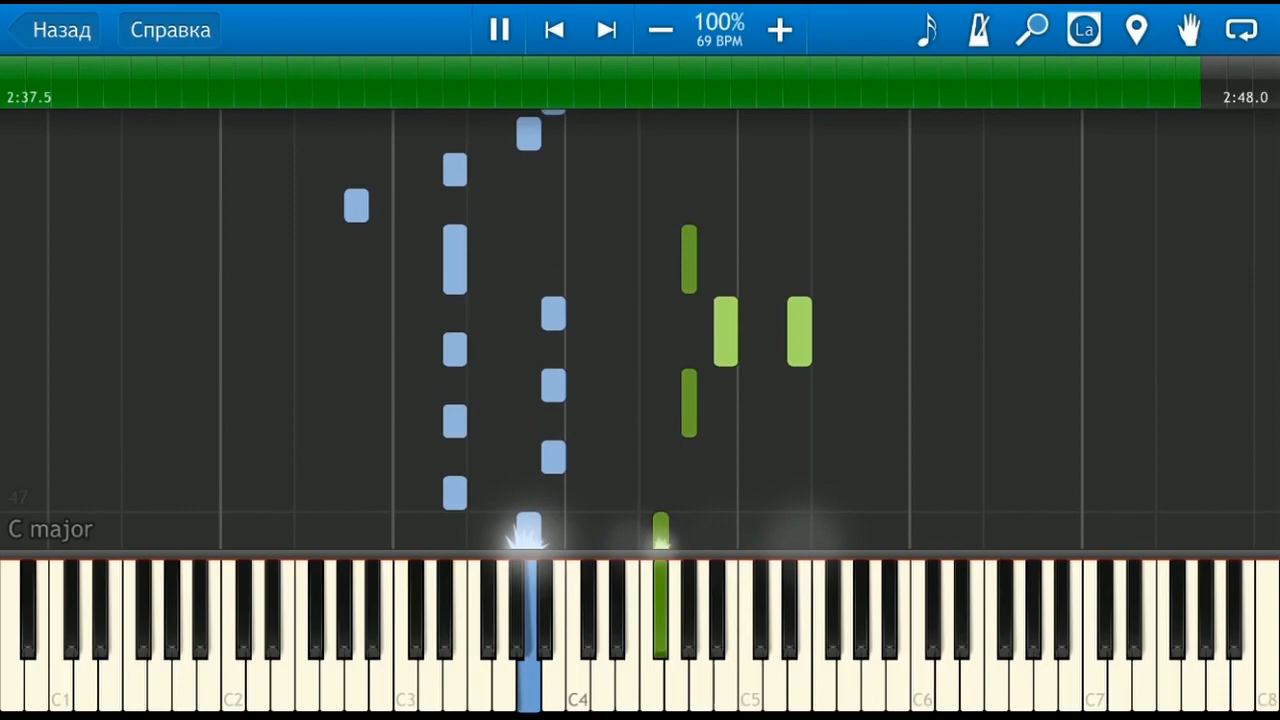 Назад
Справка
100%
69 BPM
La
2:37.5
2:48.0
47
C major
C1
C2
C3
C4
C5
C6
C7
C8